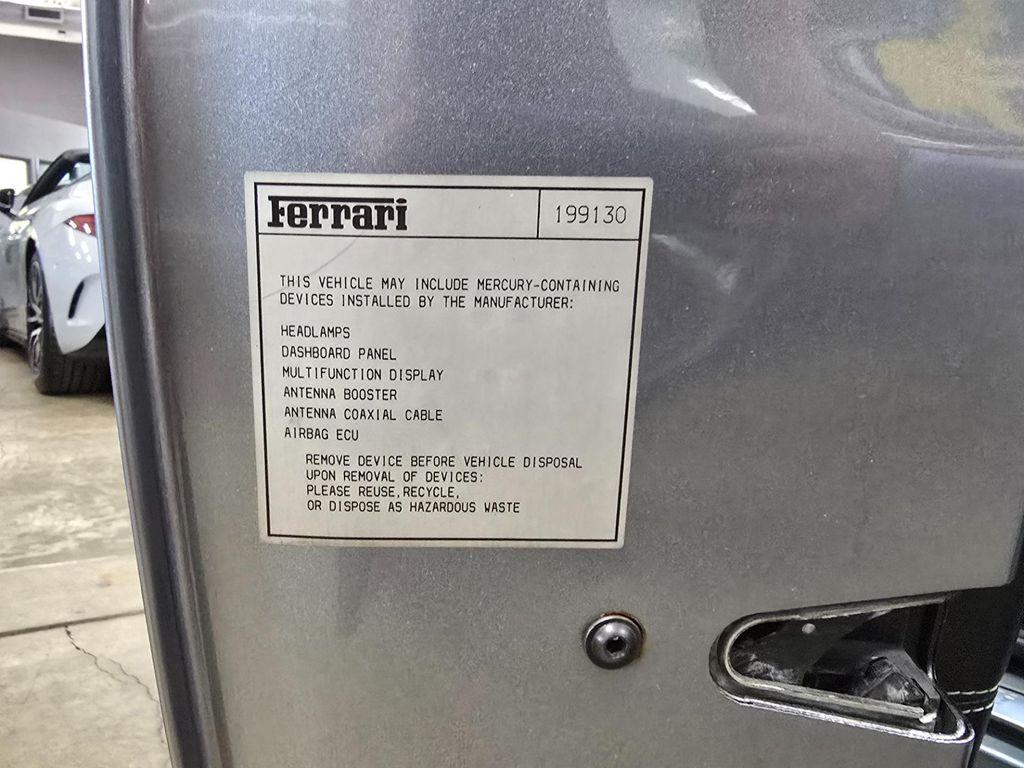 Ferrari 199130
THIS VEHICLE MAY INCLUDE MERCURY-CONTAINING
DEVICES INSTALLED BY THE MANUFACTURER:
HEADLAMPS
DASHBOARD PANEL
MULTIFUNCTION DISPLAY
ANTENNA BOOSTER
ANTENNA COAXIAL CABLE
AIRBAG ECU
REMOVE DEVICE BEFORE VEHICLE DISPOSAL
UPON REMOVAL OF DEVICES:
PLEASE REUSE,RECYCLE,
OR DISPOSE AS HAZARDOUS WASTE